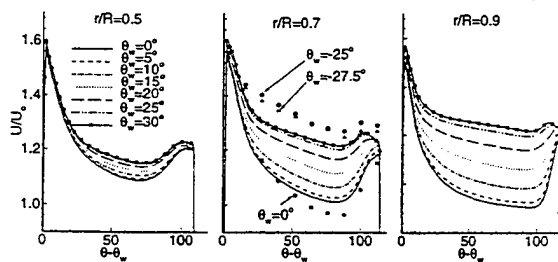 r/R=0.5
r/R=0.7
r/R=0.9
U/U₀
1.6
1.4
1.2
1.0
θw=0°
θw=5°
θw=10°
θw=15°
θw=20°
θw=25°
θw=30°
θw=-25°
θw=-27.5°
θw=0°
0 50 100
0 50 100
0 50 100
θ-θw
θ-θw
θ-θw